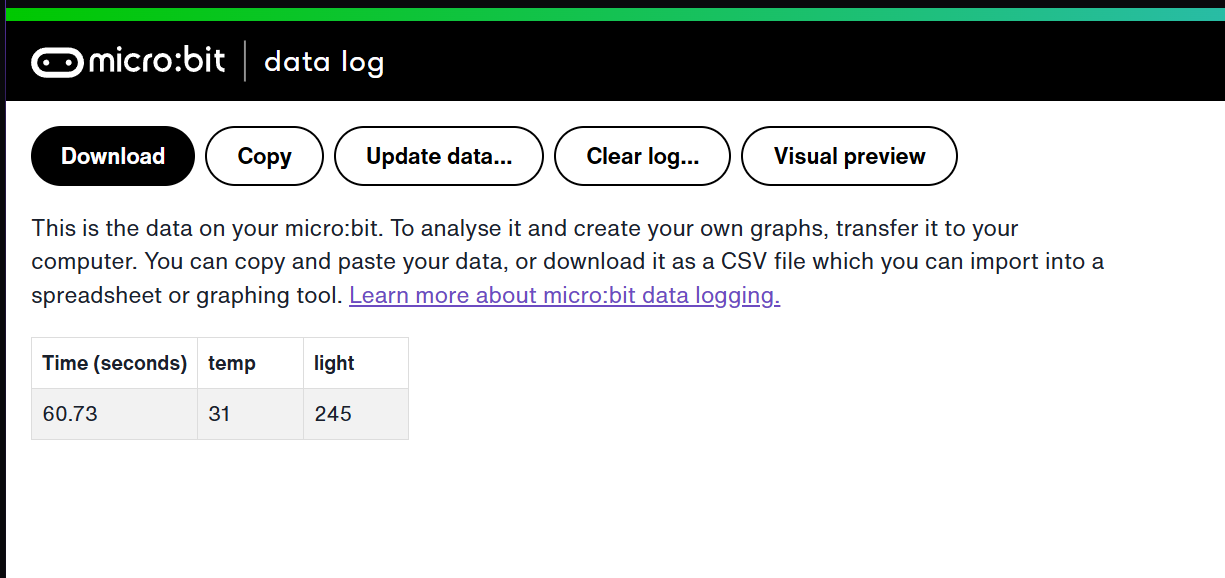 micro:bit data log
Download Copy Update data... Clear log... Visual preview
This is the data on your micro:bit. To analyse it and create your own graphs, transfer it to your
computer. You can copy and paste your data, or download it as a CSV file which you can import into a
spreadsheet or graphing tool. Learn more about micro:bit data logging.
Time (seconds) temp light
60.73 31 245